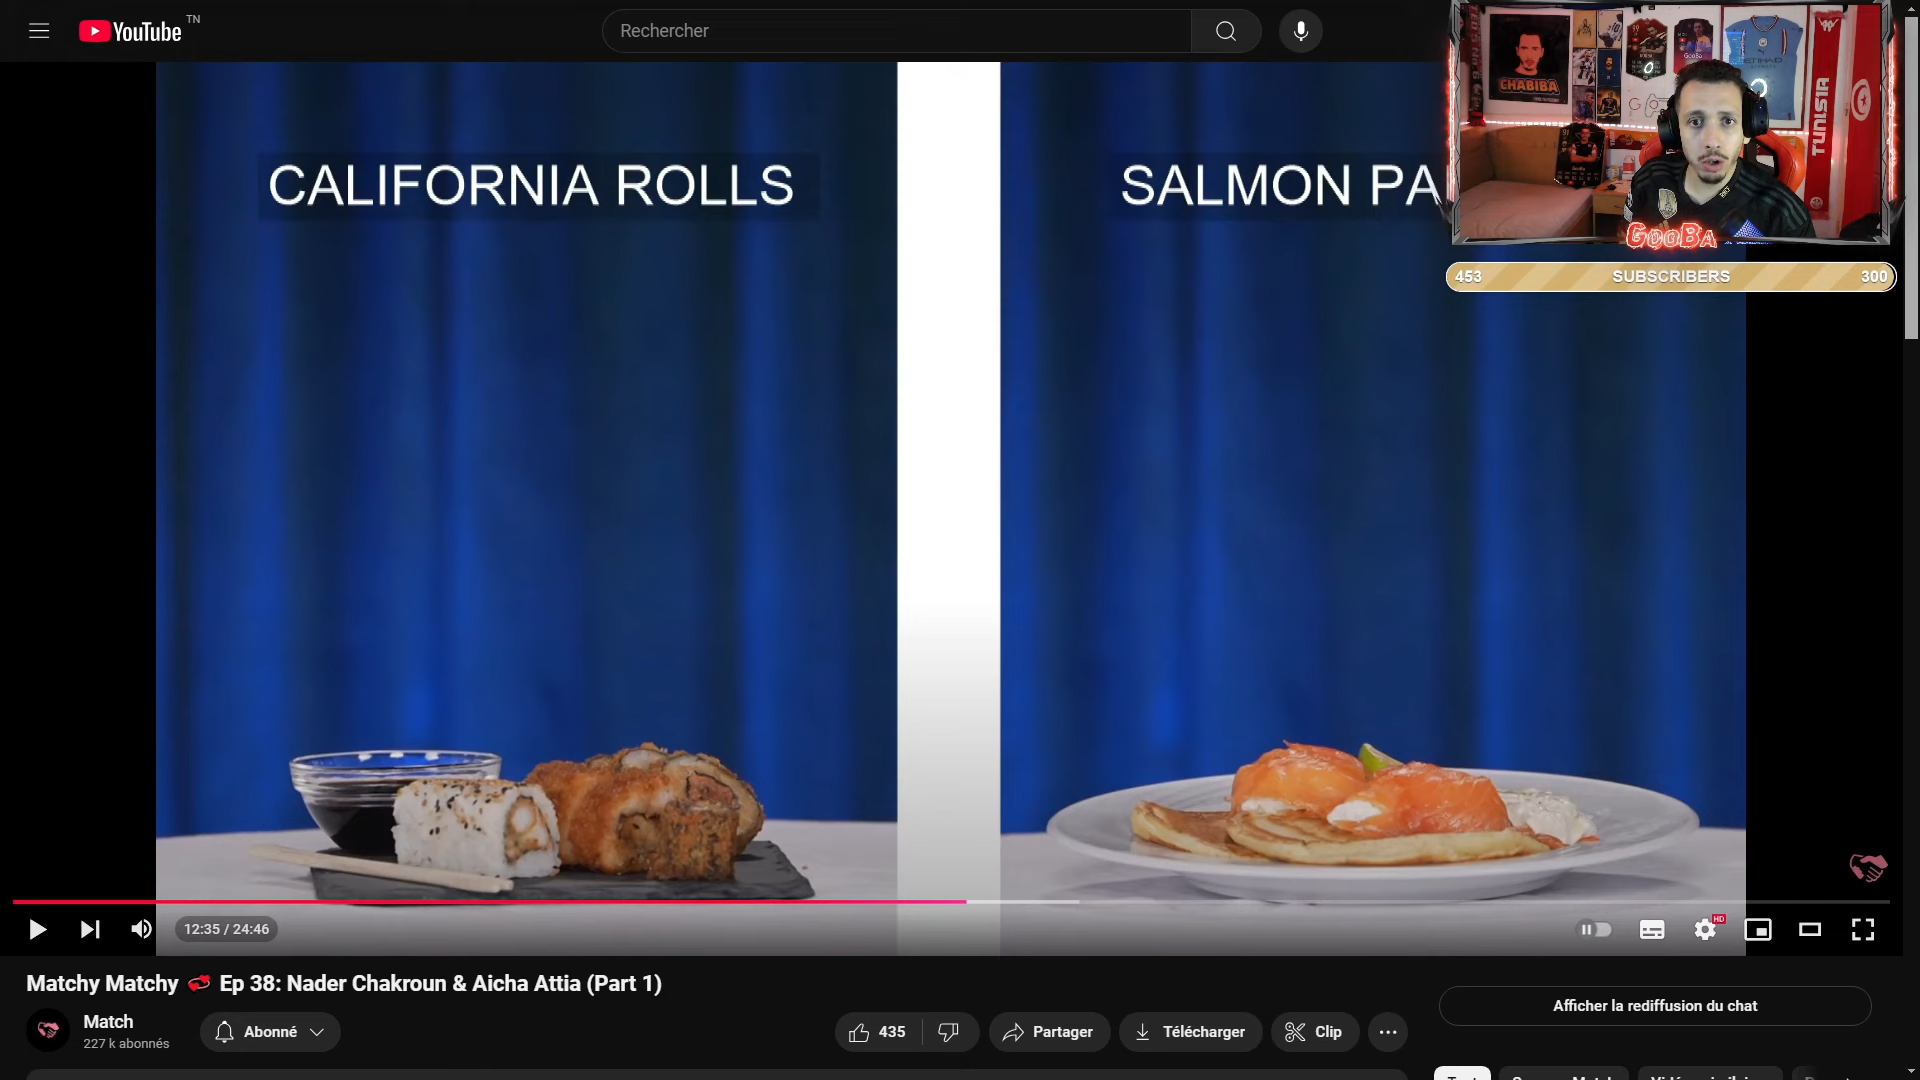 YouTube TN
Rechercher
CHABIBA
TUNISIA
GOOBA
453 SUBSCRIBERS 300
CALIFORNIA ROLLS
SALMON PA
12:35 / 24:46
HD
Matchy Matchy 💞 Ep 38: Nader Chakroun & Aicha Attia (Part 1)
Match
227 k abonnés
Abonné
435
Partager
Télécharger
Clip
Afficher la rediffusion du chat